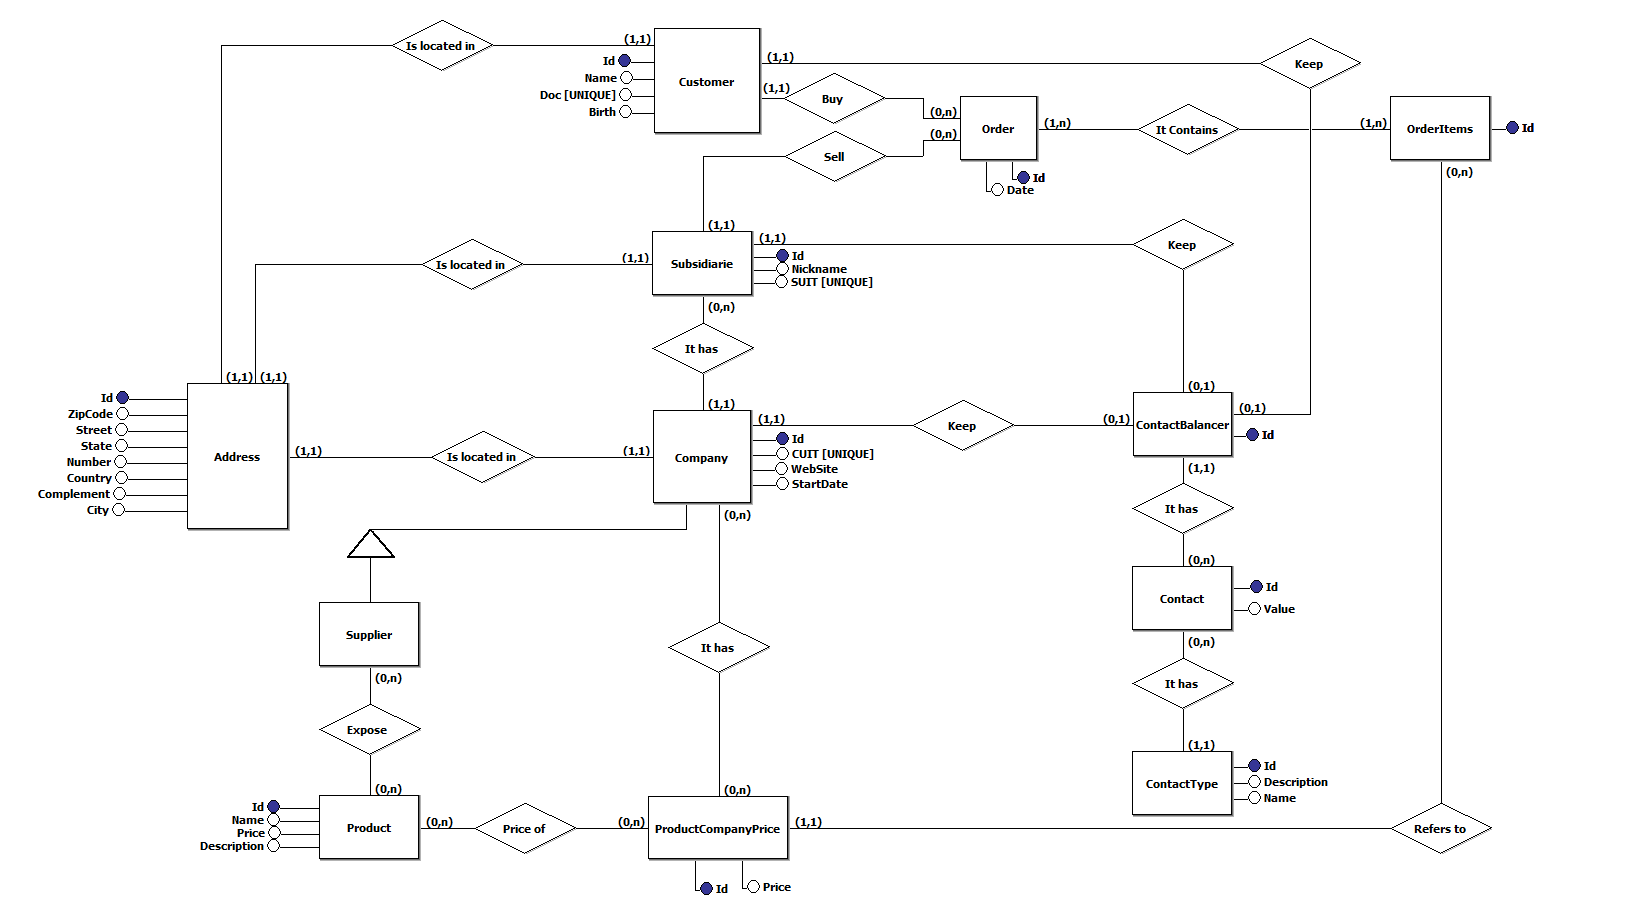 Is located in
(1,1)
Id
Name
Doc [UNIQUE]
Birth
Customer
(1,1)
(1,1)
Keep
Buy
(0,n)
(0,n)
Sell
Order
(1,n)
It Contains
(1,n)
OrderItems
Id
(0,n)
Id
Date
(1,1)
Is located in
(1,1)
Subsidiarie
(1,1)
Id
Nickname
SUIT [UNIQUE]
Keep
(0,n)
It has
(1,1)
(1,1) (1,1)
Id
ZipCode
Street
State
Number
Country
Complement
City
Address
(1,1)
Is located in
(1,1)
Company
(1,1)
Id
CUIT [UNIQUE]
WebSite
StartDate
Keep
(0,1)
(0,1)
(0,1)
ContactBalancer
Id
(1,1)
It has
(0,n)
Contact
Id
Value
(0,n)
It has
(1,1)
ContactType
Id
Description
Name
(0,n)
It has
(0,n)
Supplier
(0,n)
Expose
(0,n)
Id
Name
Price
Description
Product
(0,n)
Price of
(0,n)
ProductCompanyPrice
(1,1)
Refers to
Id
Price